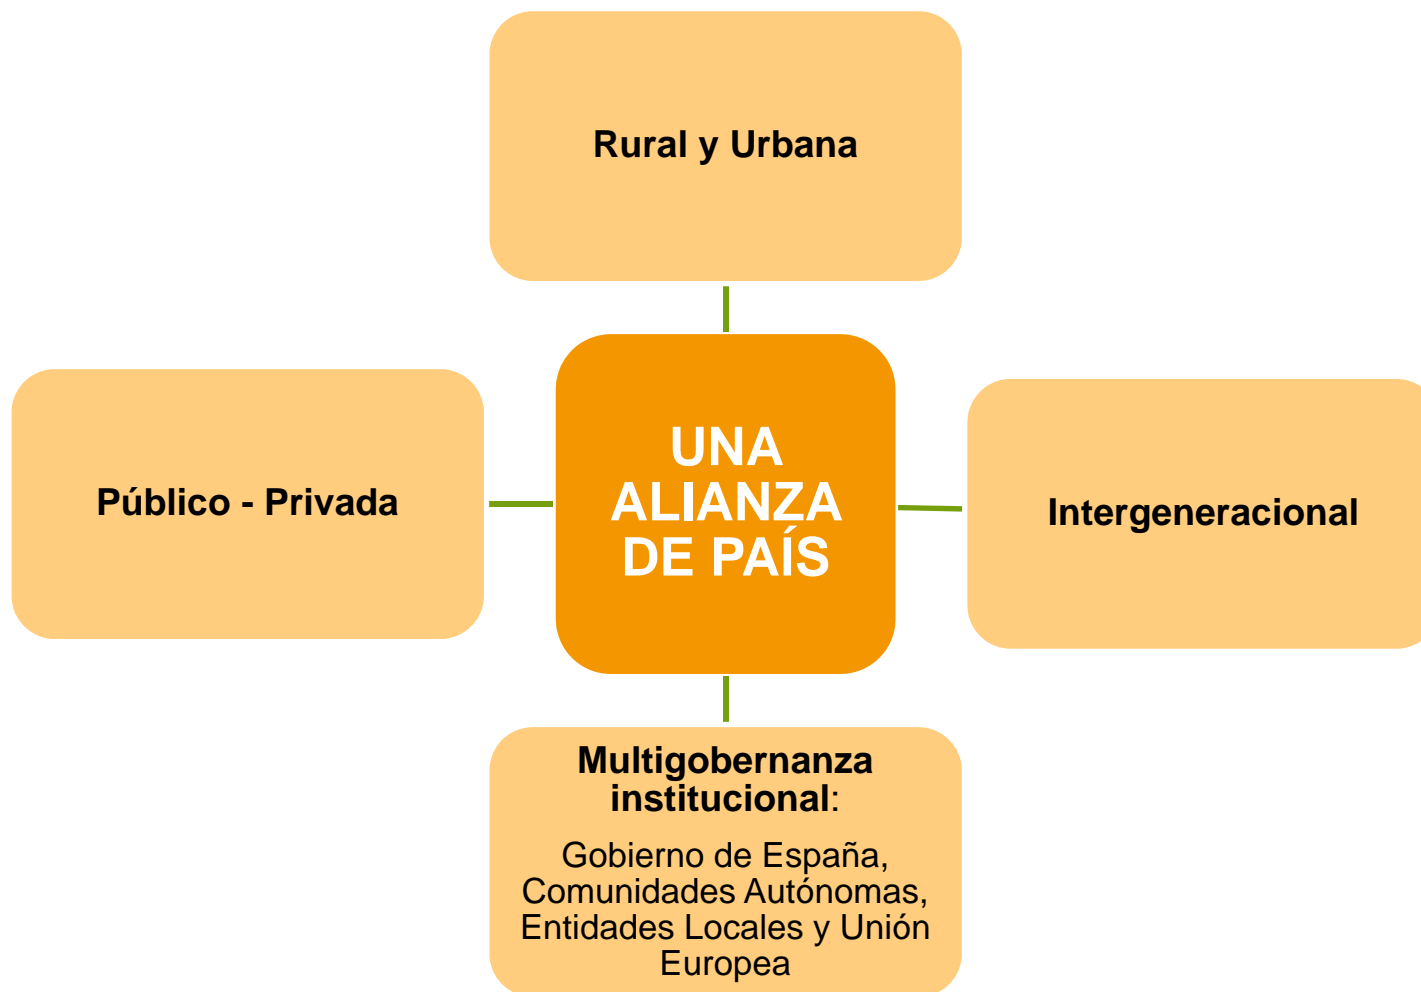 Rural y Urbana
Público - Privada
UNA
ALIANZA
DE PAÍS
Intergeneracional
Multigobernanza
institucional:
Gobierno de España,
Comunidades Autónomas,
Entidades Locales y Unión
Europea